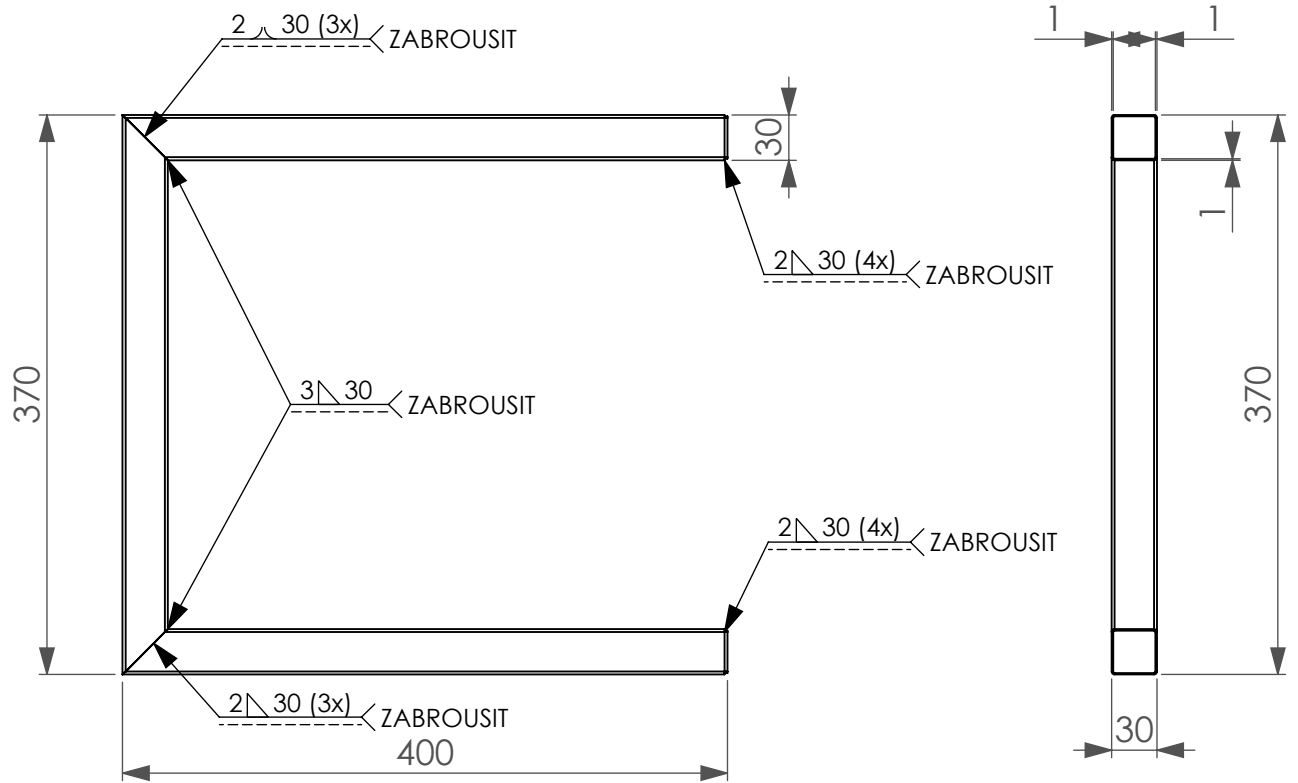 2 30 (3x) ZABROUSIT
1 1
30
2 30 (4x) ZABROUSIT
1
370
3 30 ZABROUSIT
370
2 30 (4x) ZABROUSIT
2 30 (3x) ZABROUSIT
400
30